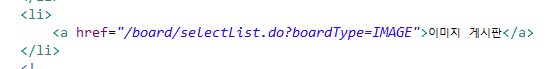 <li>
<a href="/board/selectList.do?boardType=IMAGE">이미지 게시판</a>
</li>
<!